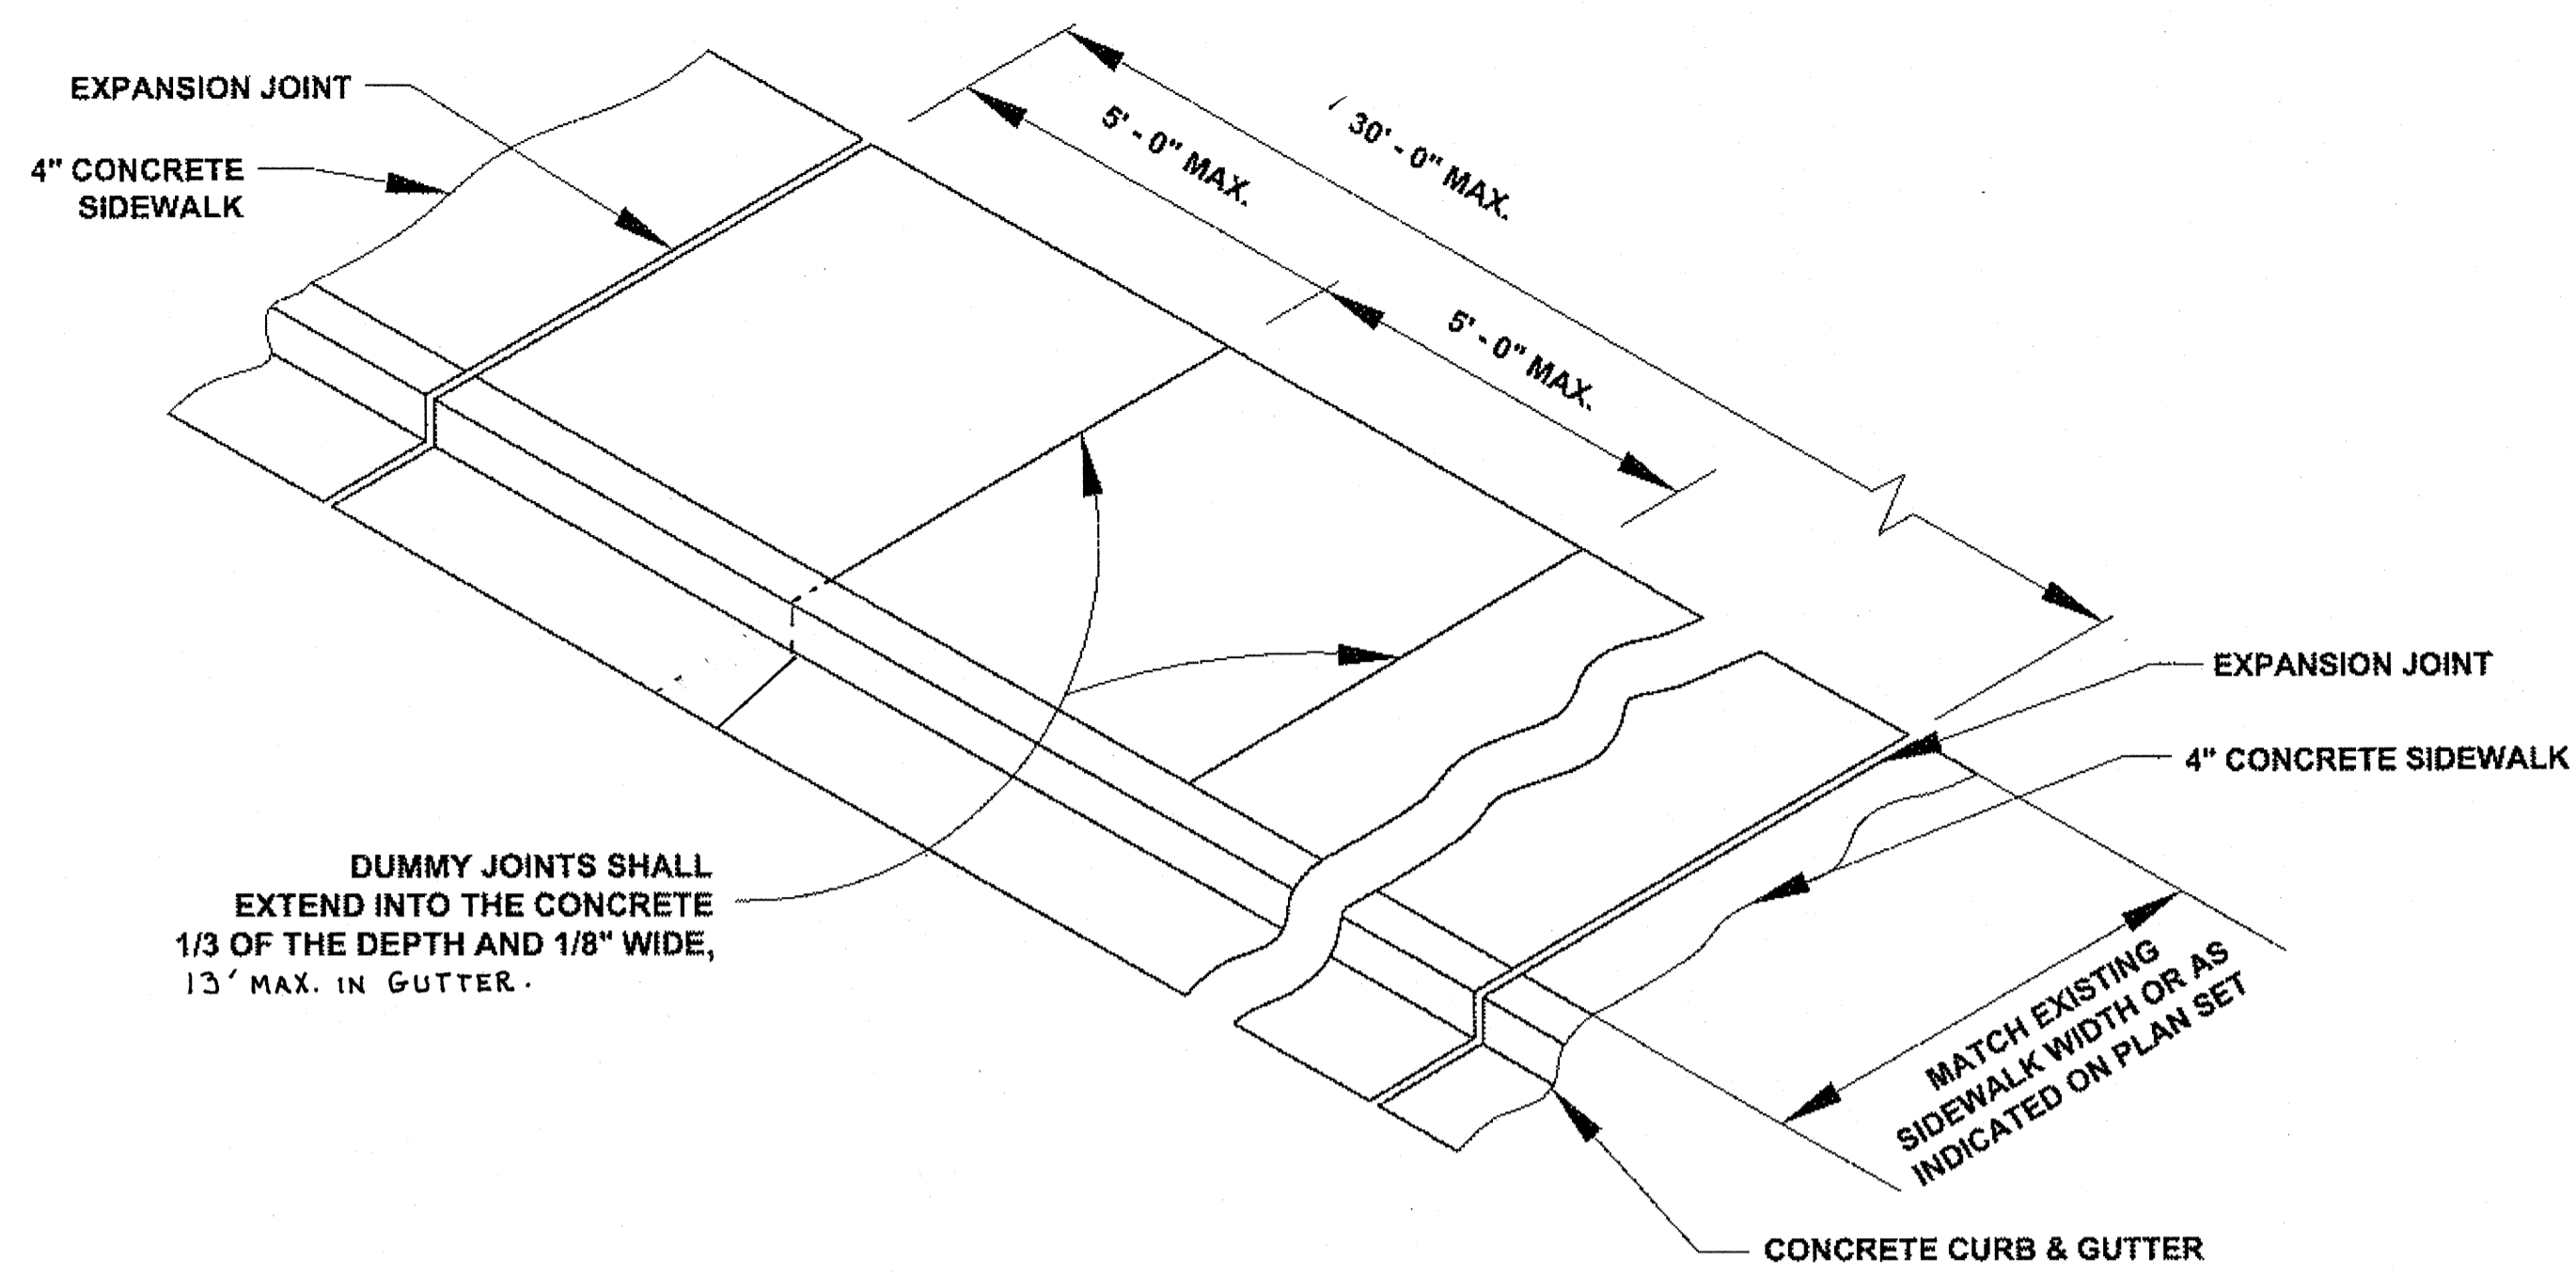 EXPANSION JOINT
4" CONCRETE
SIDEWALK
5' - 0" MAX.
30' - 0" MAX.
5' - 0" MAX.
EXPANSION JOINT
4" CONCRETE SIDEWALK
DUMMY JOINTS SHALL
EXTEND INTO THE CONCRETE
1/3 OF THE DEPTH AND 1/8" WIDE,
13' MAX. IN GUTTER.
MATCH EXISTING
SIDEWALK WIDTH OR AS
INDICATED ON PLAN SET
CONCRETE CURB & GUTTER